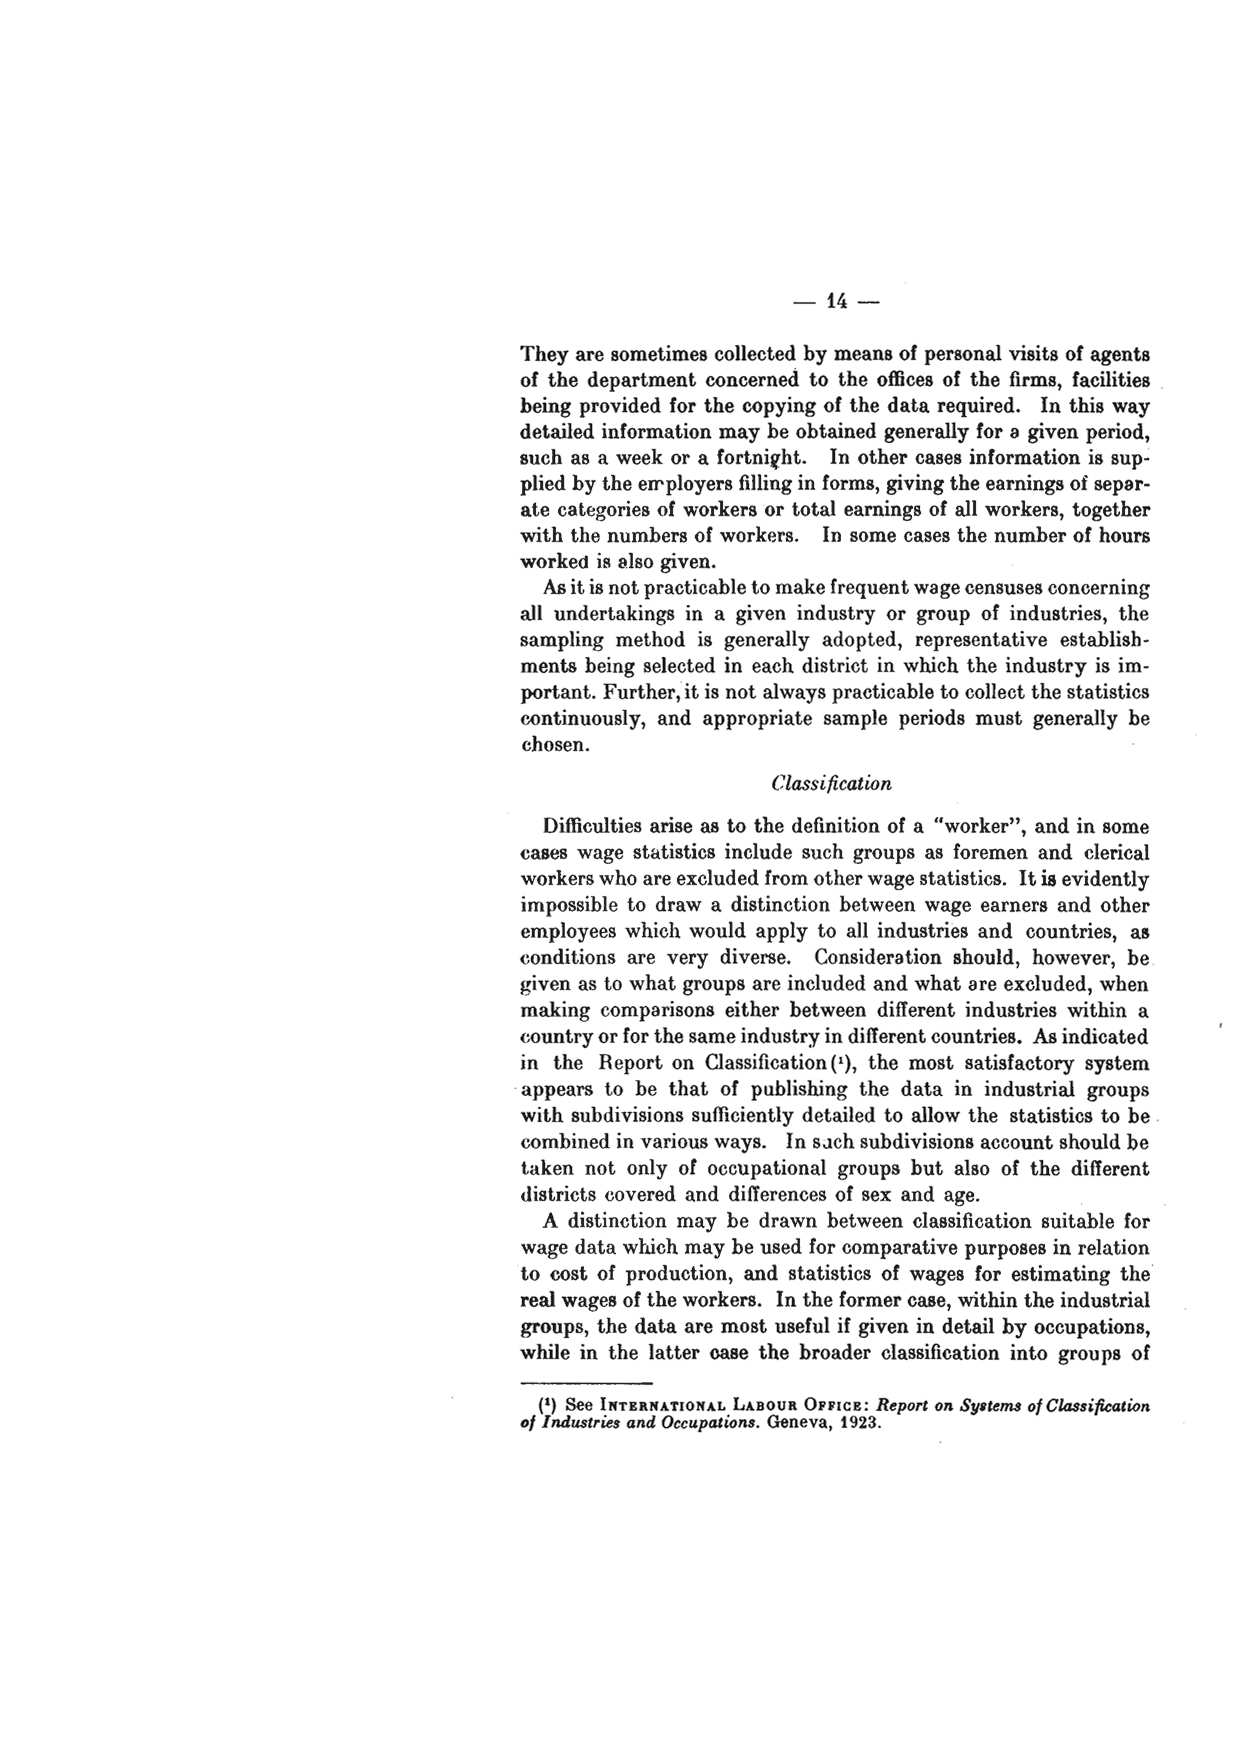 — 14 —
They are sometimes collected by means of personal visits of agents
of the department concerned to the offices of the firms, facilities
being provided for the copying of the data required. In this way
detailed information may be obtained generally for a given period,
such as a week or a fortnight. In other cases information is sup-
plied by the employers filling in forms, giving the earnings of separ-
ate categories of workers or total earnings of all workers, together
with the numbers of workers. In some cases the number of hours
worked is also given.
As it is not practicable to make frequent wage censuses concerning
all undertakings in a given industry or group of industries, the
sampling method is generally adopted, representative establish-
ments being selected in each district in which the industry is im-
portant. Further, it is not always practicable to collect the statistics
continuously, and appropriate sample periods must generally be
chosen.
Classification
Difficulties arise as to the definition of a “worker”, and in some
cases wage statistics include such groups as foremen and clerical
workers who are excluded from other wage statistics. It is evidently
impossible to draw a distinction between wage earners and other
employees which would apply to all industries and countries, as
conditions are very diverse. Consideration should, however, be
given as to what groups are included and what are excluded, when
making comparisons either between different industries within a
country or for the same industry in different countries. As indicated
in the Report on Classification(¹), the most satisfactory system
appears to be that of publishing the data in industrial groups
with subdivisions sufficiently detailed to allow the statistics to be
combined in various ways. In such subdivisions account should be
taken not only of occupational groups but also of the different
districts covered and differences of sex and age.
A distinction may be drawn between classification suitable for
wage data which may be used for comparative purposes in relation
to cost of production, and statistics of wages for estimating the
real wages of the workers. In the former case, within the industrial
groups, the data are most useful if given in detail by occupations,
while in the latter case the broader classification into groups of
(¹) See INTERNATIONAL LABOUR OFFICE: Report on Systems of Classification
of Industries and Occupations. Geneva, 1923.